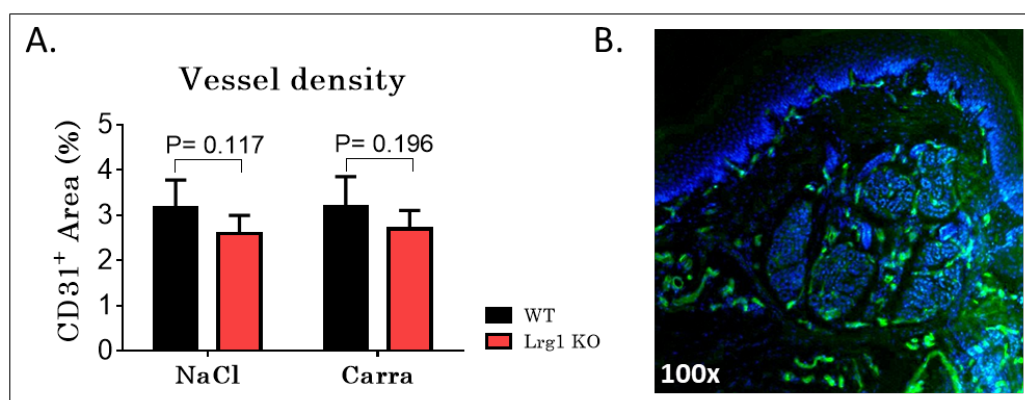 A.
Vessel density
CD31⁺ Area (%)
5
4
3
2
1
0
P= 0.117
P= 0.196
NaCl
Carra
WT
Lrg1 KO
B.
100x